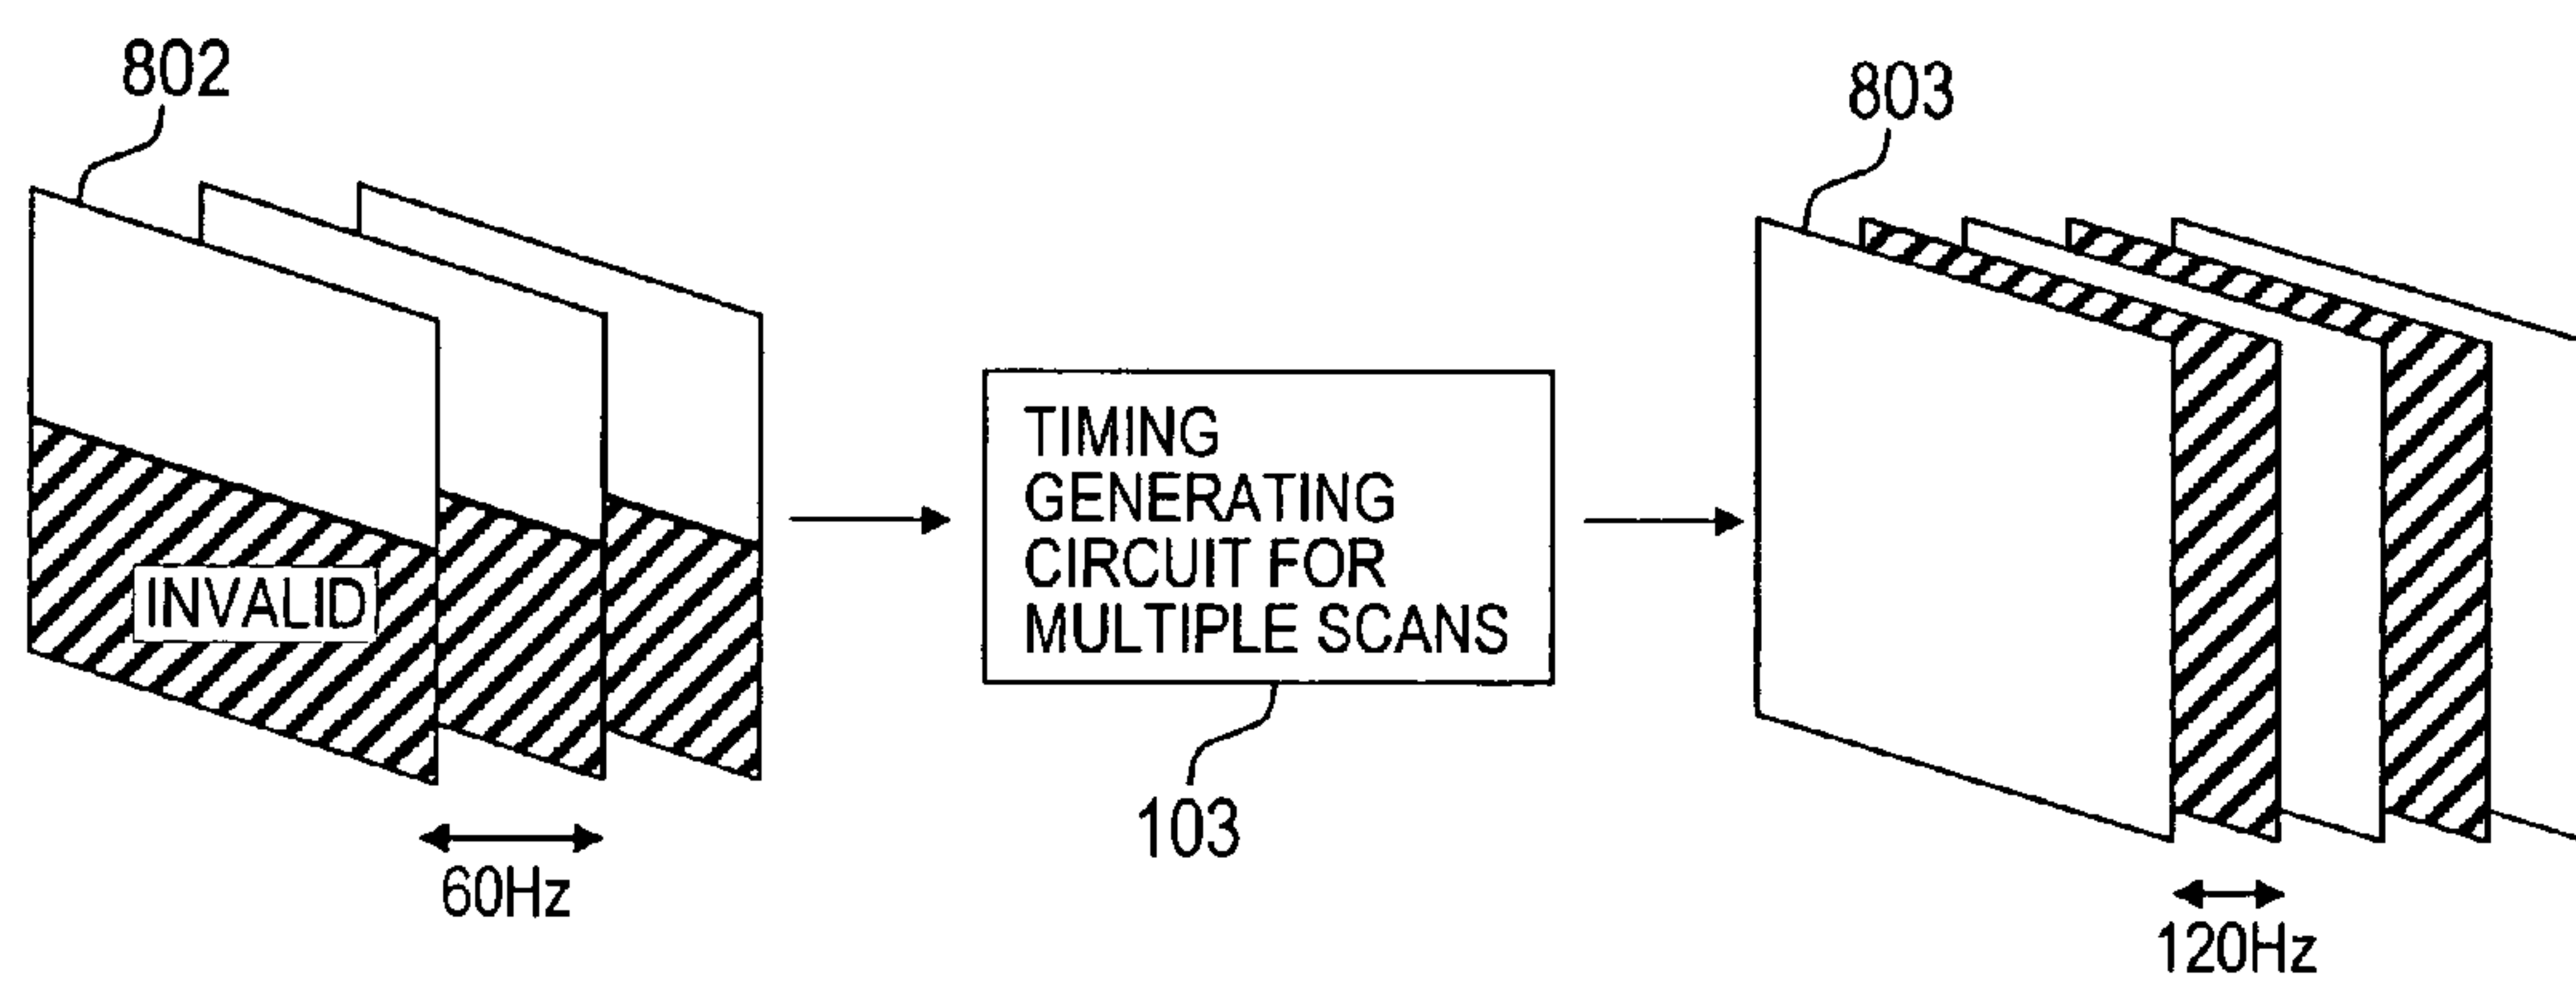 802
803
INVALID
TIMING
GENERATING
CIRCUIT FOR
MULTIPLE SCANS
103
60Hz
120Hz